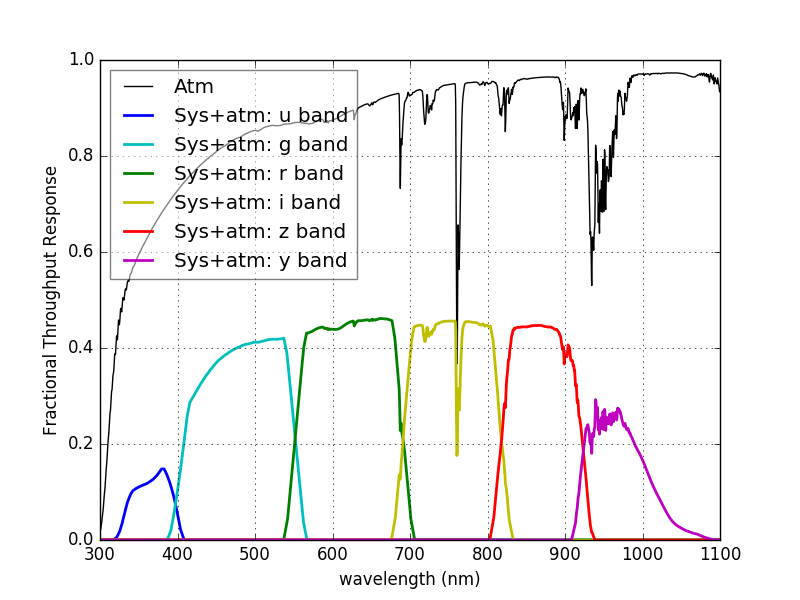 1.0
0.8
0.6
0.4
0.2
0.0
Fractional Throughput Response
Atm
Sys+atm: u band
Sys+atm: g band
Sys+atm: r band
Sys+atm: i band
Sys+atm: z band
Sys+atm: y band
300 400 500 600 700 800 900 1000 1100
wavelength (nm)